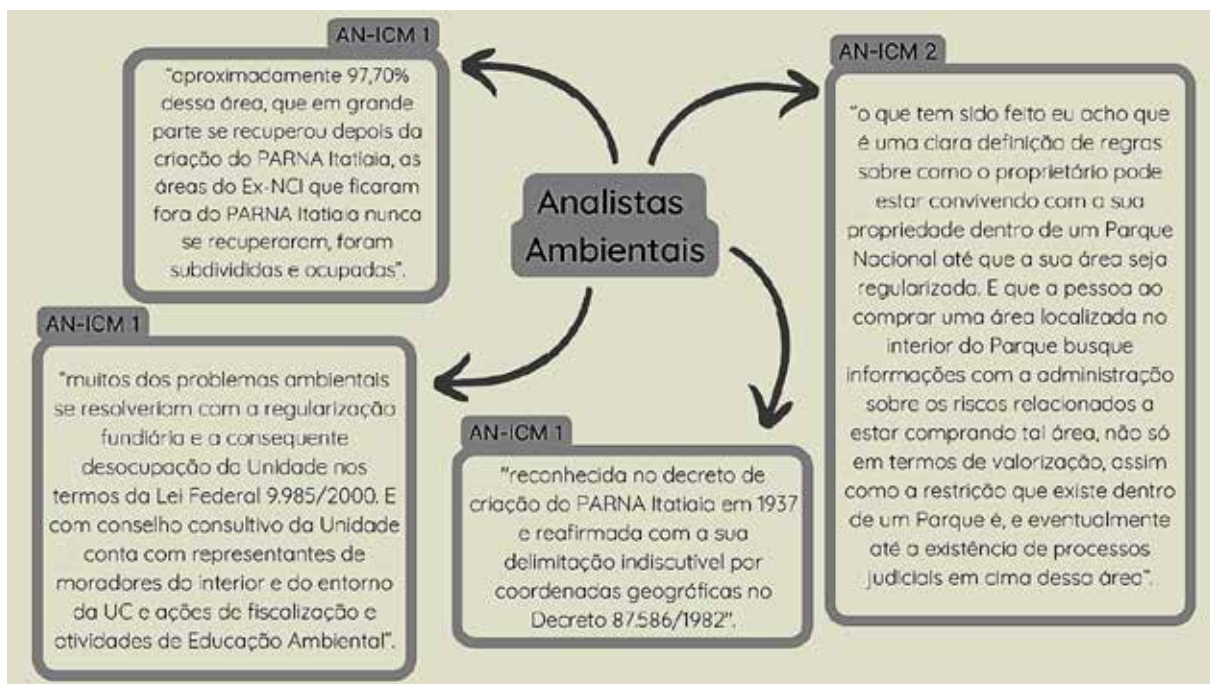 AN-ICM 1
"aproximadamente 97,70%
dessa área, que em grande
parte se recuperou depois da
criação do PARNA Itatiaia, as
áreas do Ex-NCI que ficaram
fora do PARNA Itatiaia nunca
se recuperaram, foram
subdivididas e ocupadas".
Analistas
Ambientais
AN-ICM 2
"o que tem sido feito eu acho que
é uma clara definição de regras
sobre como o proprietário pode
estar convivendo com a sua
propriedade dentro de um Parque
Nacional até que a sua área seja
regularizada. E que a pessoa ao
comprar uma área localizada no
interior do Parque busque
informações com a administração
sobre os riscos relacionados a
estar comprando tal área, não só
em termos de valorização, assim
como a restrição que existe dentro
de um Parque é, e eventualmente
até a existência de processos
judiciais em cima dessa área".
AN-ICM 1
"muitos dos problemas ambientais
se resolveriam com a regularização
fundiária e a consequente
desocupação da Unidade nos
termos da Lei Federal 9.985/2000. E
com conselho consultivo da Unidade
conta com representantes de
moradores do interior e do entorno
da UC e ações de fiscalização e
atividades de Educação Ambiental".
AN-ICM 1
"reconhecida no decreto de
criação do PARNA Itatiaia em 1937
e reafirmada com a sua
delimitação indiscutível por
coordenadas geográficas no
Decreto 87.586/1982".